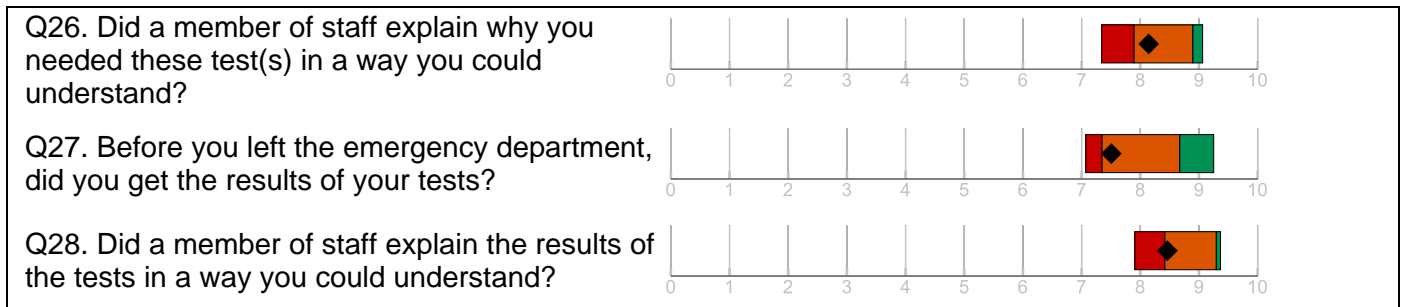 Q26. Did a member of staff explain why you
needed these test(s) in a way you could
understand?
0 1 2 3 4 5 6 7 8 9 10
Q27. Before you left the emergency department,
did you get the results of your tests?
0 1 2 3 4 5 6 7 8 9 10
Q28. Did a member of staff explain the results of
the tests in a way you could understand?
0 1 2 3 4 5 6 7 8 9 10